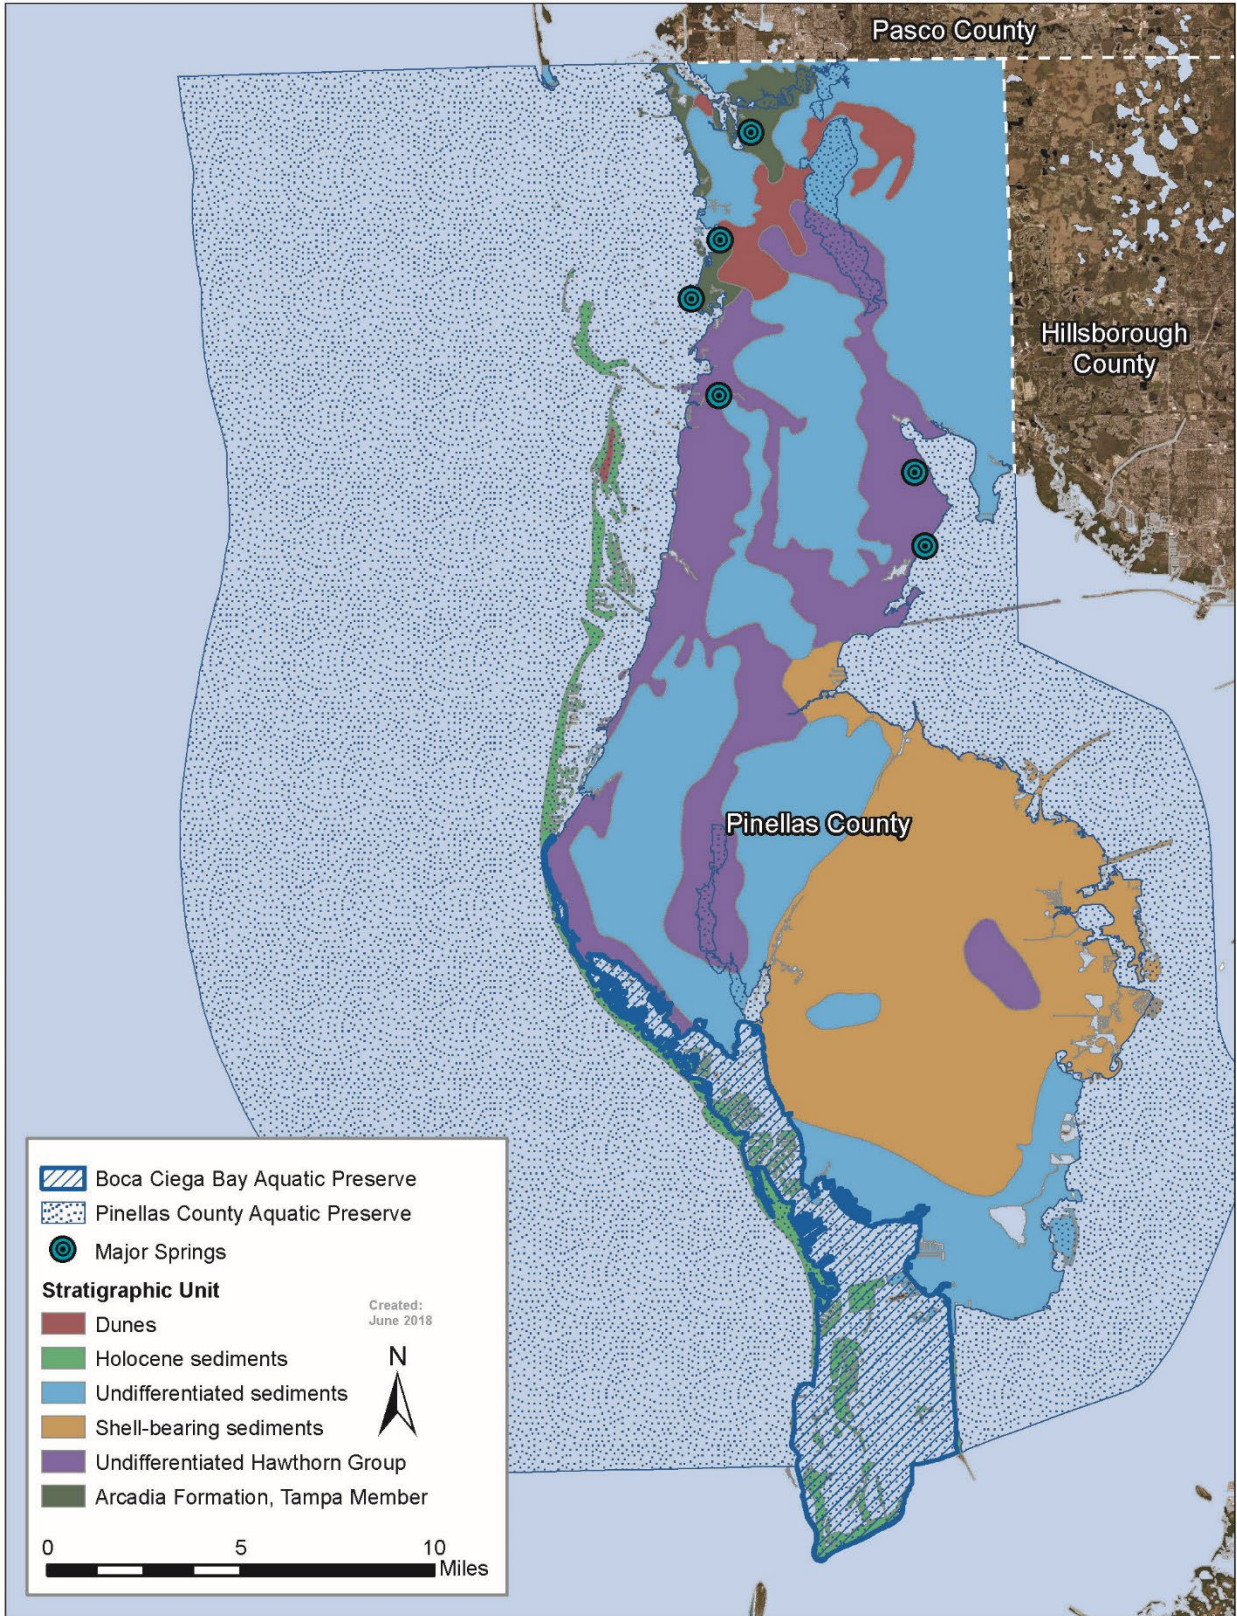 Pasco County
Hillsborough
County
Pinellas County
Boca Ciega Bay Aquatic Preserve
Pinellas County Aquatic Preserve
Major Springs
Stratigraphic Unit
Created:
June 2018
Dunes
Holocene sediments
N
Undifferentiated sediments
Shell-bearing sediments
Undifferentiated Hawthorn Group
Arcadia Formation, Tampa Member
0 5 10
Miles